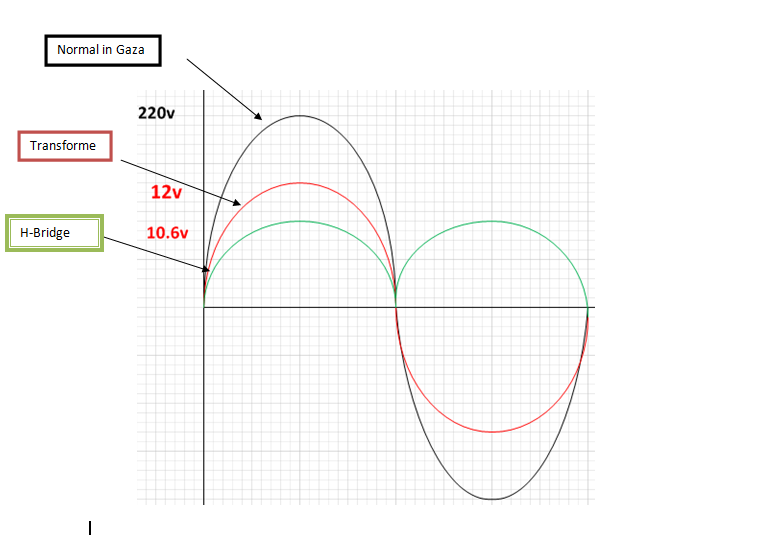 Normal in Gaza
220v
Transforme
12v
H-Bridge
10.6v